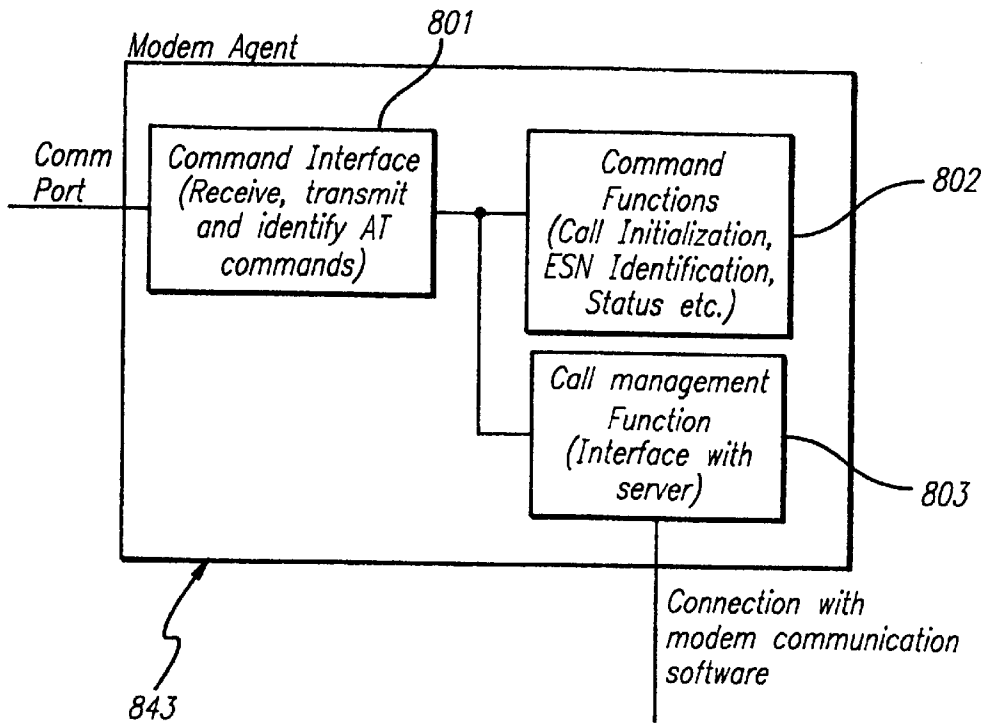 801
Modem Agent
Comm
Port
Command Interface
(Receive, transmit
and identify AT
commands)
Command
Functions
(Call Initialization,
ESN Identification,
Status etc.)
802
Call management
Function
(Interface with
server)
803
Connection with
modem communication
software
843